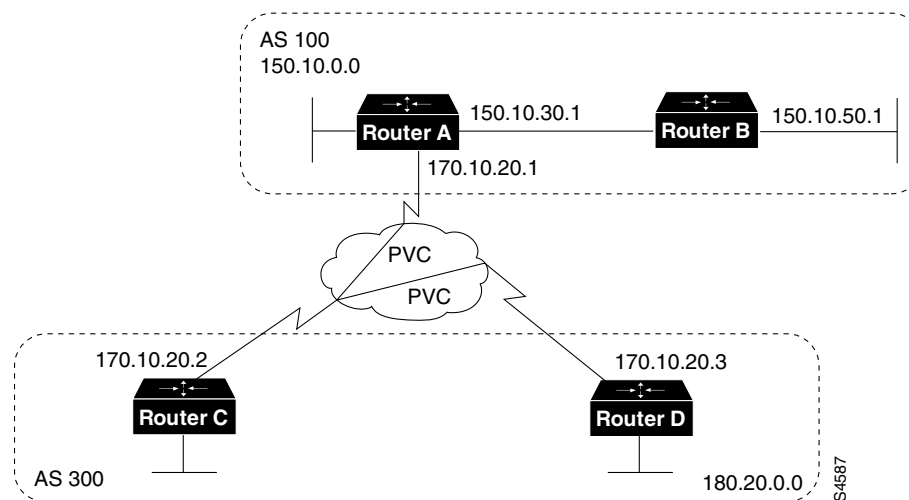 AS 100
150.10.0.0
Router A
150.10.30.1
Router B
150.10.50.1
170.10.20.1
PVC
PVC
170.10.20.2
170.10.20.3
Router C
Router D
AS 300
180.20.0.0
S4587